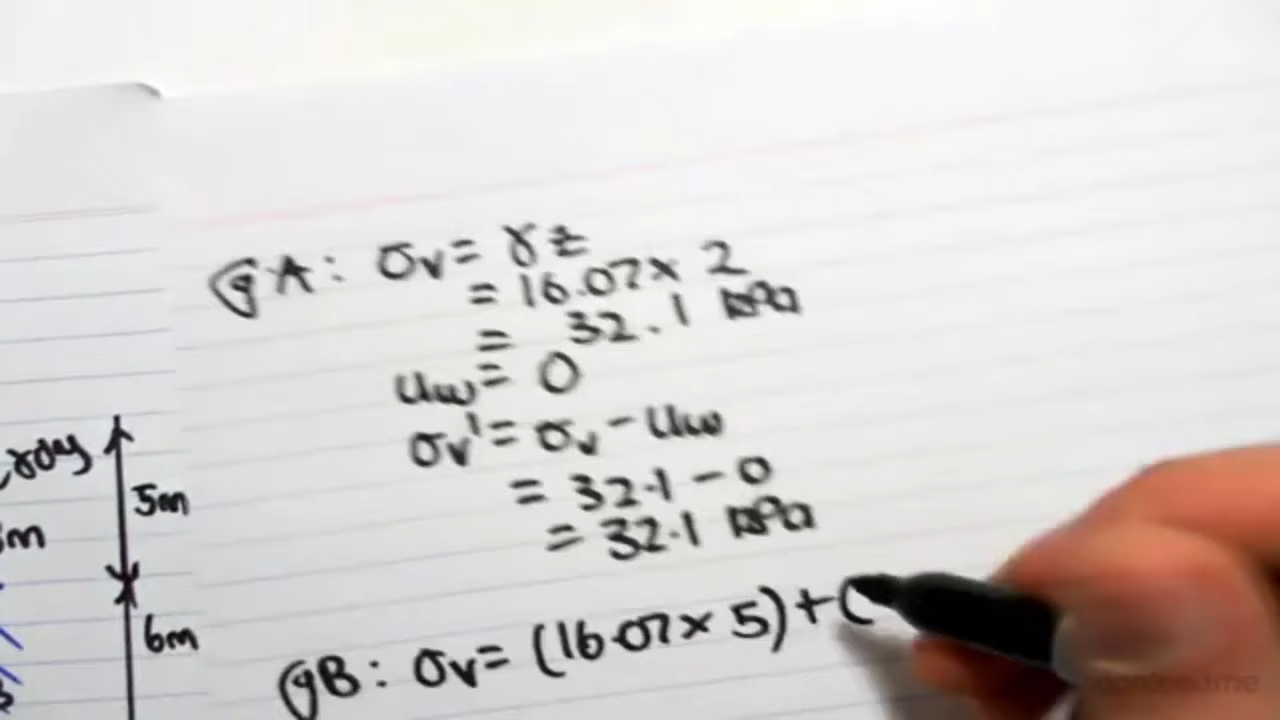 @A: σv = γz
= 16.07 x 2
= 32.1 kPa
uw = 0
σv' = σv - uw
= 32.1 - 0
= 32.1 kPa
@B: σv = (16.07 x 5) + (
γdry
5m
m
6m